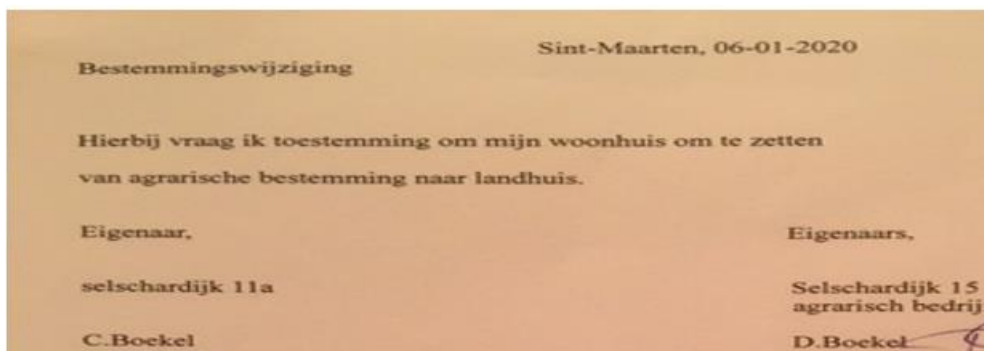 Sint-Maarten, 06-01-2020
Bestemmingswijziging
Hierbij vraag ik toestemming om mijn woonhuis om te zetten
van agrarische bestemming naar landhuis.
Eigenaar,
Eigenaars,
selschardijk 11a
Selschardijk 15
agrarisch bedrij
C.Boekel
D.Boekel